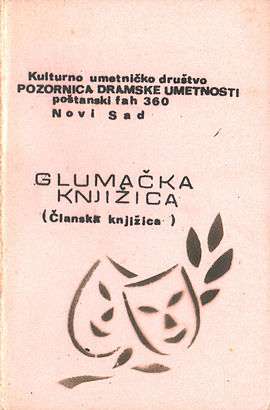 Kulturno umetničko društvo
POZORNICA DRAMSKE UMETNOSTI
poštanski fah 360
Novi Sad
GLUMAČKA
KNJIŽICA
(Članska knjižica )